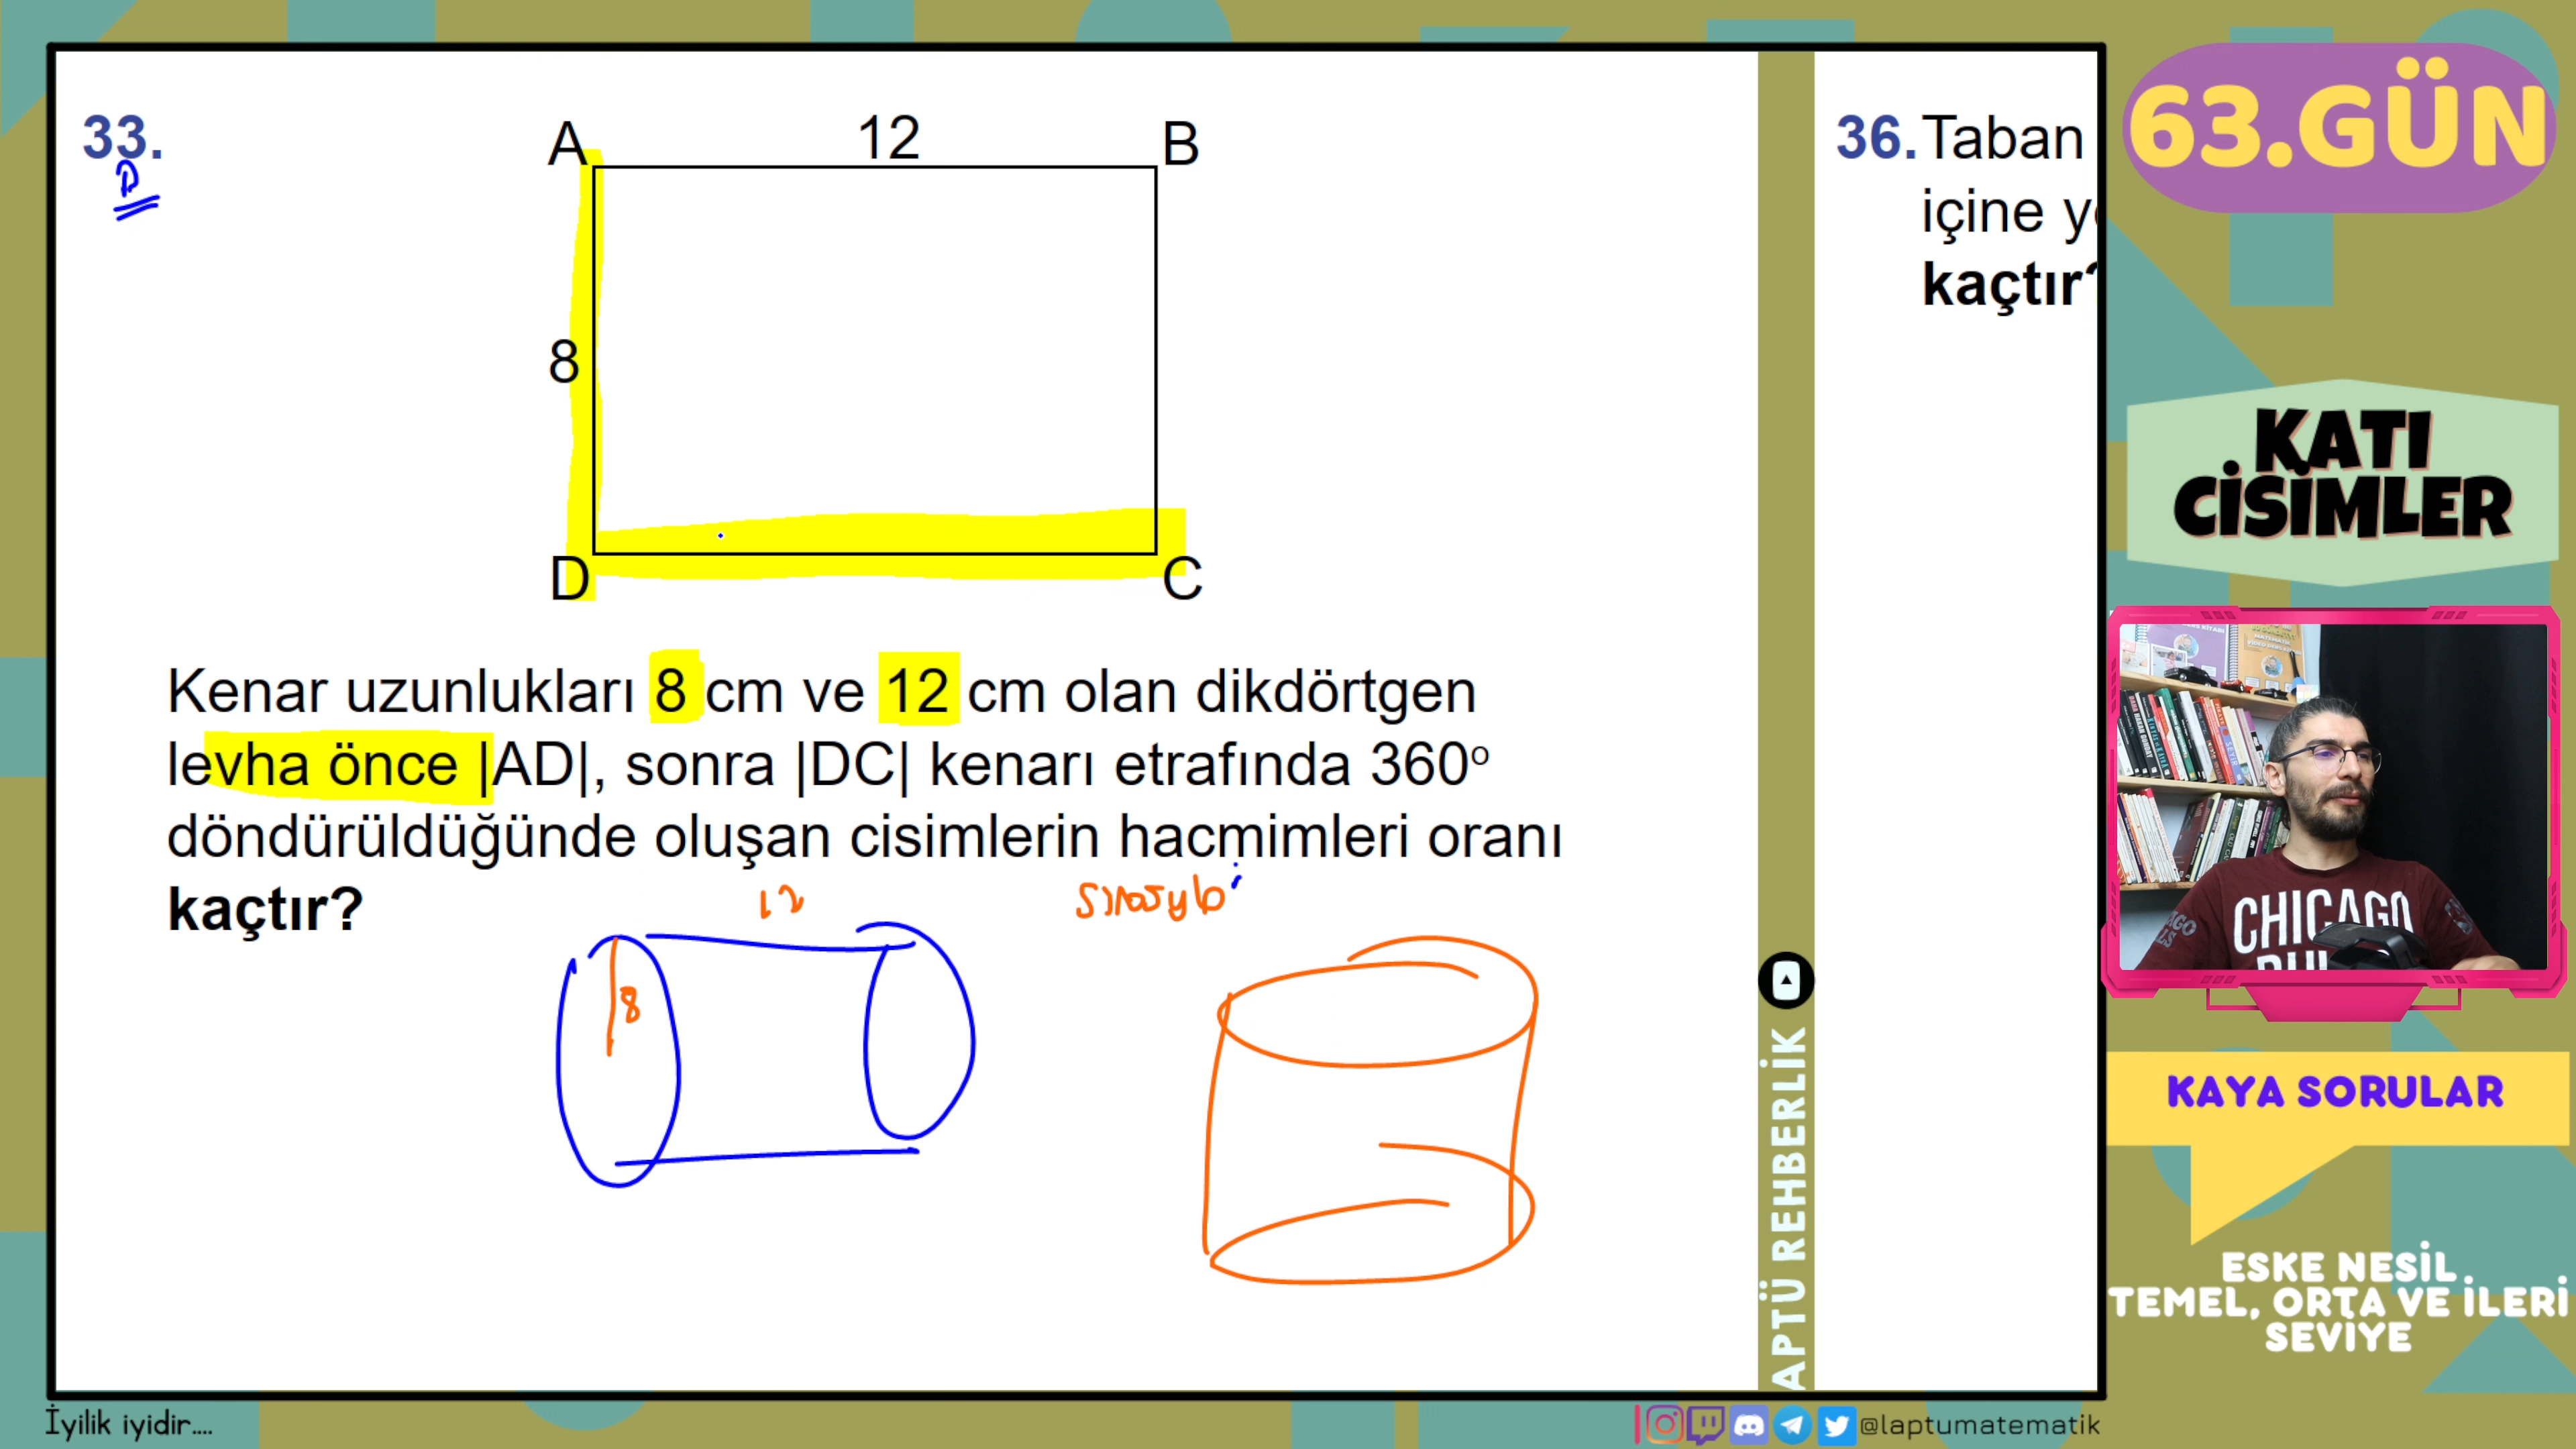 33.
D
A
12
B
8
D
C
Kenar uzunlukları 8 cm ve 12 cm olan dikdörtgen
levha önce |AD|, sonra |DC| kenarı etrafında 360°
döndürüldüğünde oluşan cisimlerin hacmimleri oranı
kaçtır?
12
sırasyla
8
36. Taban
içine y
kaçtır?
APTÜ REHBERLİK
63.GÜN
KATI
CİSİMLER
CHICAGO
KAYA SORULAR
ESKE NESİL
TEMEL, ORTA VE İLERİ
SEVİYE
İyilik iyidir....
@laptumatematik